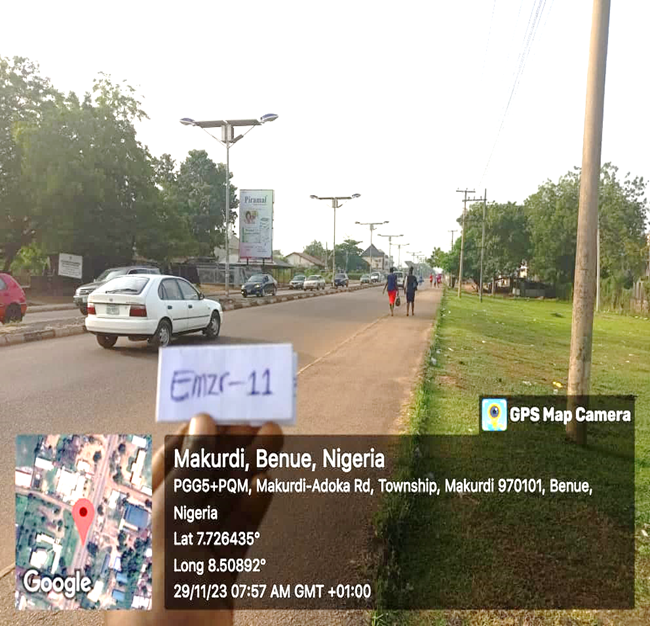 Piramal
Emzr-11
GPS Map Camera
Makurdi, Benue, Nigeria
PGG5+PQM, Makurdi-Adoka Rd, Township, Makurdi 970101, Benue,
Nigeria
Lat 7.726435°
Long 8.50892°
29/11/23 07:57 AM GMT +01:00
Google